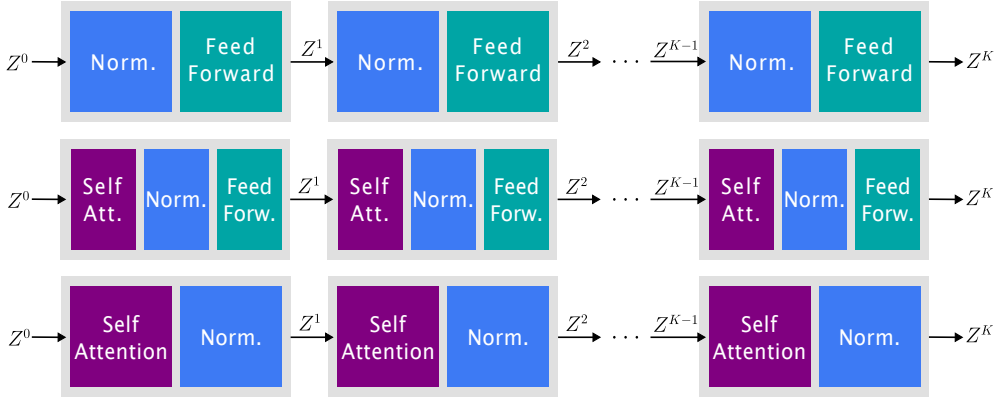 Z^0 Norm. Feed Forward Z^1 Norm. Feed Forward Z^2 ··· Z^{K-1} Norm. Feed Forward Z^K
Z^0 Self Att. Norm. Feed Forw. Z^1 Self Att. Norm. Feed Forw. Z^2 ··· Z^{K-1} Self Att. Norm. Feed Forw. Z^K
Z^0 Self Attention Norm. Z^1 Self Attention Norm. Z^2 ··· Z^{K-1} Self Attention Norm. Z^K